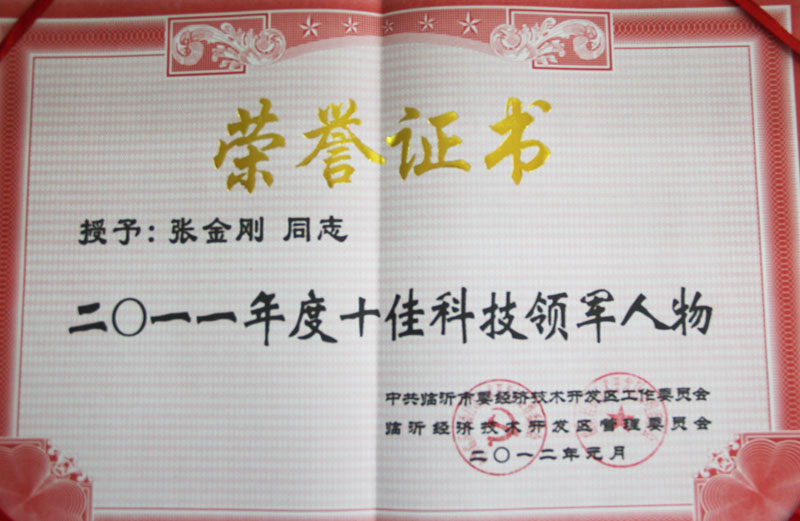 荣誉证书
授予：张金刚 同志
二〇一一年度十佳科技领军人物
中共临沂市委经济技术开发区工作委员会
临沂经济技术开发区管理委员会
二〇一二年元月